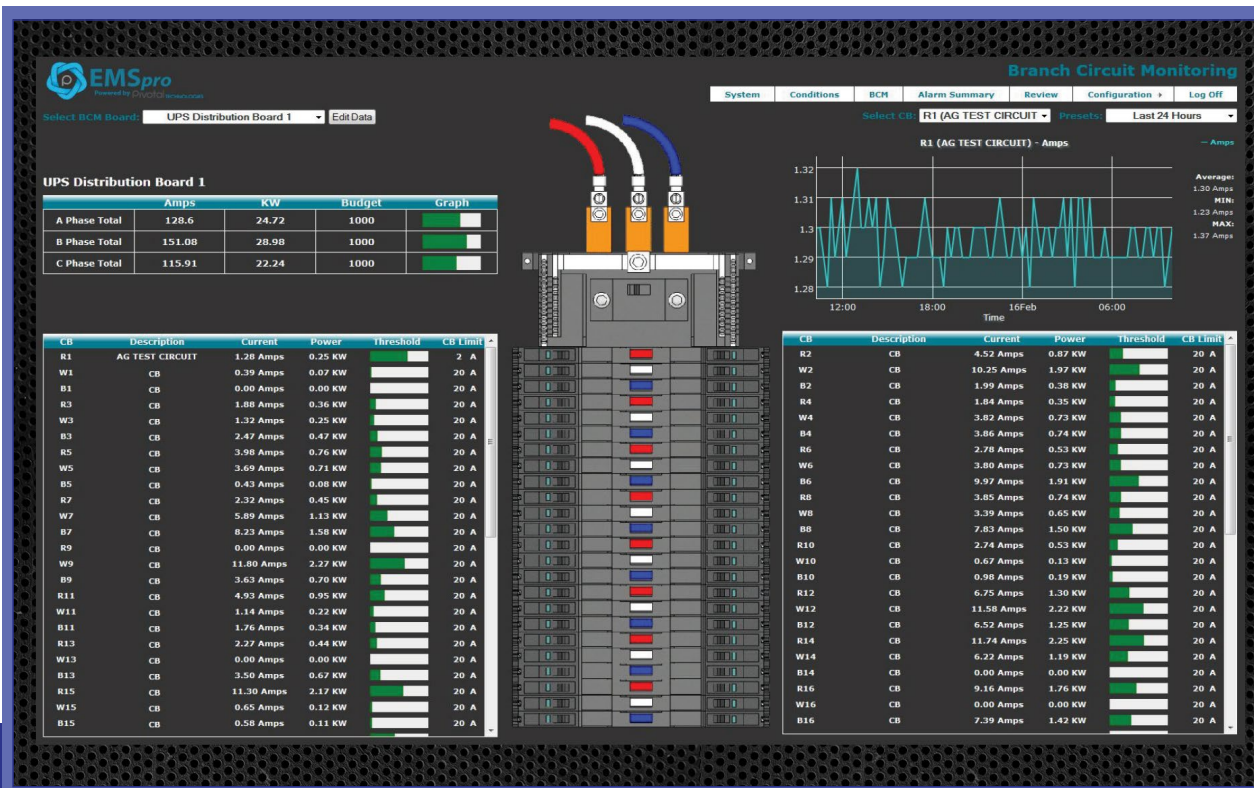 EMSpro
Powered by Pivotal TECHNOLOGIES
Branch Circuit Monitoring
System Conditions BCM Alarm Summary Review Configuration Log Off
Select BCM Board: UPS Distribution Board 1 Edit Data
Select CB: R1 (AG TEST CIRCUIT Presets: Last 24 Hours
R1 (AG TEST CIRCUIT) - Amps
Amps
Average:
1.30 Amps
MIN:
1.23 Amps
MAX:
1.37 Amps
1.32
1.31
1.3
1.29
1.28
12:00 18:00 16Feb 06:00
Time
UPS Distribution Board 1
Amps KW Budget Graph
A Phase Total 128.6 24.72 1000
B Phase Total 151.08 28.98 1000
C Phase Total 115.91 22.24 1000
CB Description Current Power Threshold CB Limit
R1 AG TEST CIRCUIT 1.28 Amps 0.25 KW 2 A
W1 CB 0.39 Amps 0.07 KW 20 A
B1 CB 0.00 Amps 0.00 KW 20 A
R3 CB 1.88 Amps 0.36 KW 20 A
W3 CB 1.32 Amps 0.25 KW 20 A
B3 CB 2.47 Amps 0.47 KW 20 A
R5 CB 3.98 Amps 0.76 KW 20 A
W5 CB 3.69 Amps 0.71 KW 20 A
B5 CB 0.43 Amps 0.08 KW 20 A
R7 CB 2.32 Amps 0.45 KW 20 A
W7 CB 5.89 Amps 1.13 KW 20 A
B7 CB 8.23 Amps 1.58 KW 20 A
R9 CB 0.00 Amps 0.00 KW 20 A
W9 CB 11.80 Amps 2.27 KW 20 A
B9 CB 3.63 Amps 0.70 KW 20 A
R11 CB 4.93 Amps 0.95 KW 20 A
W11 CB 1.14 Amps 0.22 KW 20 A
B11 CB 1.76 Amps 0.34 KW 20 A
R13 CB 2.27 Amps 0.44 KW 20 A
W13 CB 0.00 Amps 0.00 KW 20 A
B13 CB 3.50 Amps 0.67 KW 20 A
R15 CB 11.30 Amps 2.17 KW 20 A
W15 CB 0.65 Amps 0.12 KW 20 A
B15 CB 0.58 Amps 0.11 KW 20 A
CB Description Current Power Threshold CB Limit
R2 CB 4.52 Amps 0.87 KW 20 A
W2 CB 10.25 Amps 1.97 KW 20 A
B2 CB 1.99 Amps 0.38 KW 20 A
R4 CB 1.84 Amps 0.35 KW 20 A
W4 CB 3.82 Amps 0.73 KW 20 A
B4 CB 3.86 Amps 0.74 KW 20 A
R6 CB 2.78 Amps 0.53 KW 20 A
W6 CB 3.80 Amps 0.73 KW 20 A
B6 CB 9.97 Amps 1.91 KW 20 A
R8 CB 3.85 Amps 0.74 KW 20 A
W8 CB 3.39 Amps 0.65 KW 20 A
B8 CB 7.83 Amps 1.50 KW 20 A
R10 CB 2.74 Amps 0.53 KW 20 A
W10 CB 0.67 Amps 0.13 KW 20 A
B10 CB 0.98 Amps 0.19 KW 20 A
R12 CB 6.75 Amps 1.30 KW 20 A
W12 CB 11.58 Amps 2.22 KW 20 A
B12 CB 6.52 Amps 1.25 KW 20 A
R14 CB 11.74 Amps 2.25 KW 20 A
W14 CB 6.22 Amps 1.19 KW 20 A
B14 CB 0.00 Amps 0.00 KW 20 A
R16 CB 9.16 Amps 1.76 KW 20 A
W16 CB 0.00 Amps 0.00 KW 20 A
B16 CB 7.39 Amps 1.42 KW 20 A